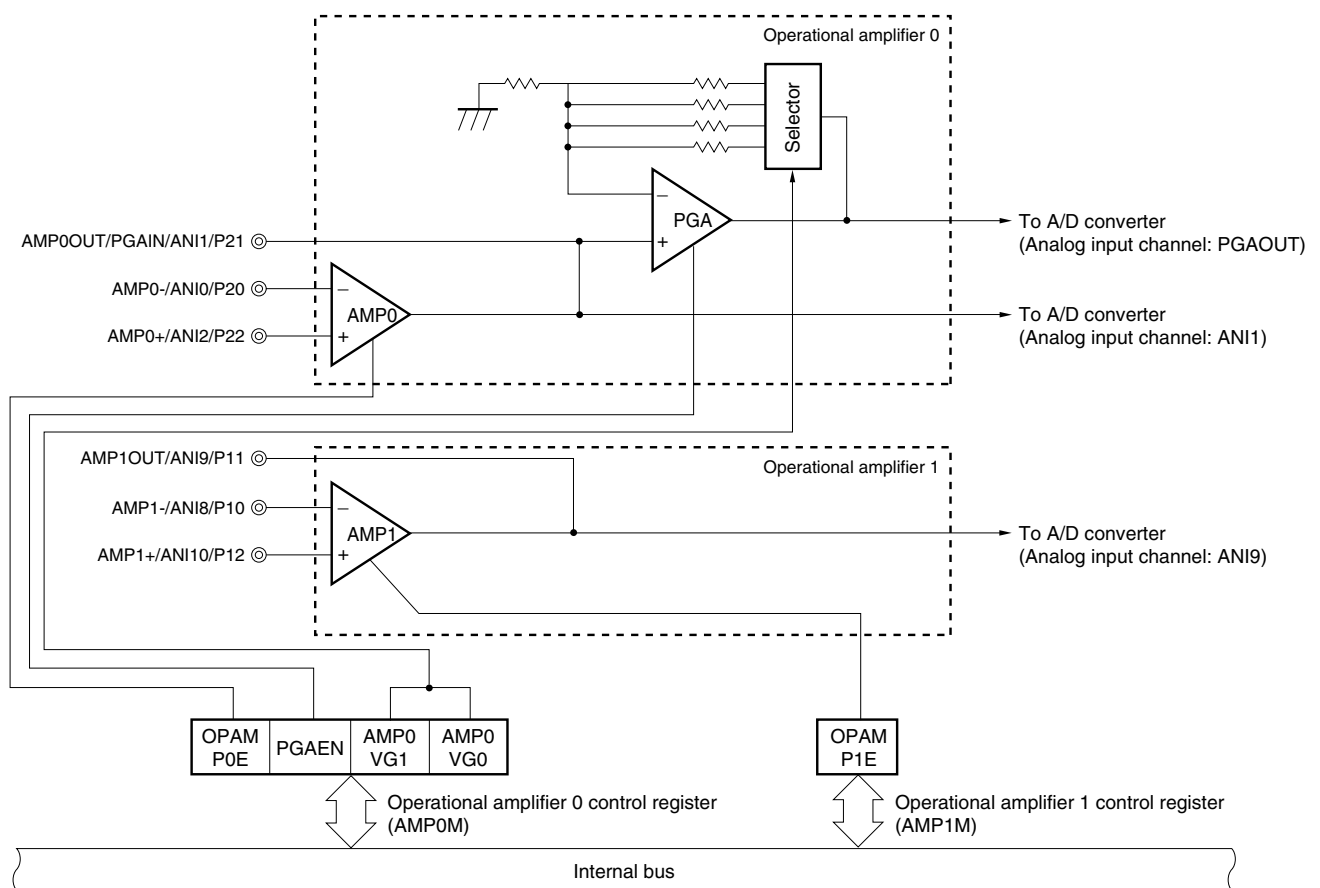 Operational amplifier 0
Selector
–
PGA
+
To A/D converter
(Analog input channel: PGAOUT)
AMP0OUT/PGAIN/ANI1/P21
AMP0-/ANI0/P20
–
AMP0
AMP0+/ANI2/P22
+
To A/D converter
(Analog input channel: ANI1)
AMP1OUT/ANI9/P11
Operational amplifier 1
AMP1-/ANI8/P10
–
AMP1
AMP1+/ANI10/P12
+
To A/D converter
(Analog input channel: ANI9)
OPAM
P0E
PGAEN
AMP0
VG1
AMP0
VG0
OPAM
P1E
Operational amplifier 0 control register
(AMP0M)
Operational amplifier 1 control register
(AMP1M)
Internal bus